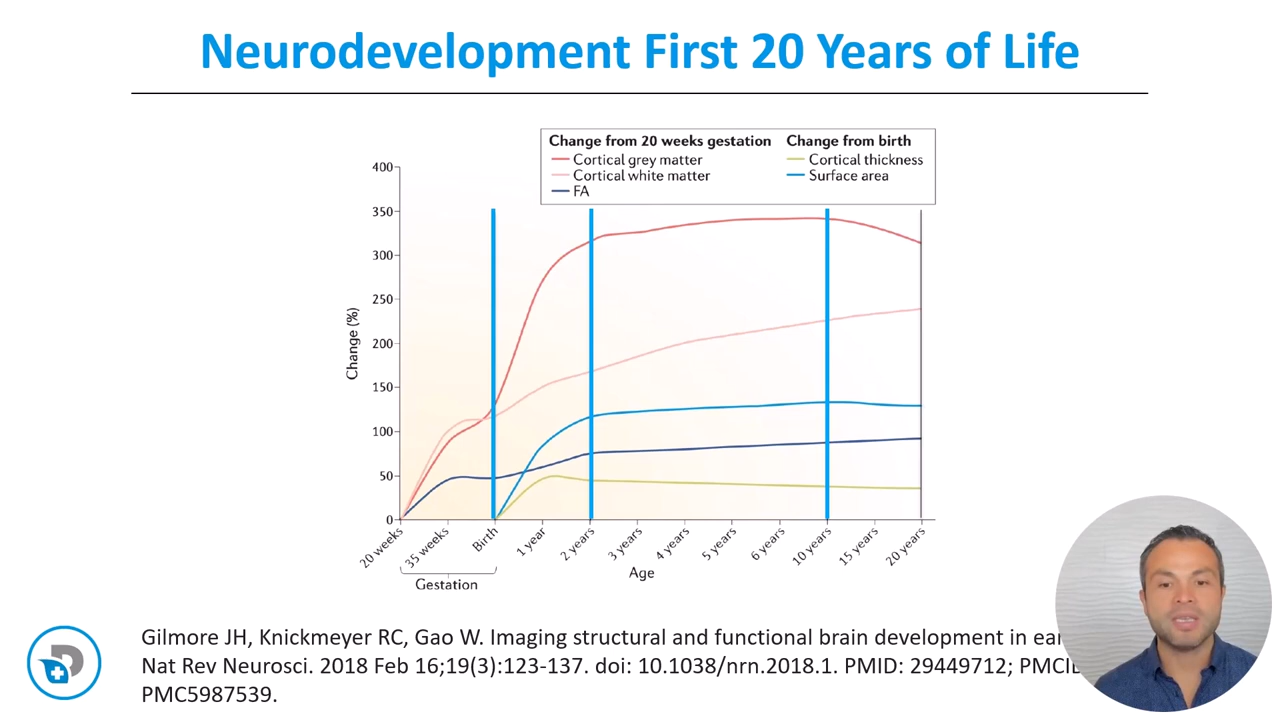 Neurodevelopment First 20 Years of Life
Change from 20 weeks gestation
Cortical grey matter
Cortical white matter
FA
Change from birth
Cortical thickness
Surface area
400
350
300
250
200
150
100
50
0
Change (%)
20 weeks
35 weeks
Birth
1 year
2 years
3 years
4 years
5 years
6 years
10 years
15 years
20 years
Gestation
Age
Gilmore JH, Knickmeyer RC, Gao W. Imaging structural and functional brain development in
Nat Rev Neurosci. 2018 Feb 16;19(3):123-137. doi: 10.1038/nrn.2018.1. PMID: 29449712;
PMC5987539.